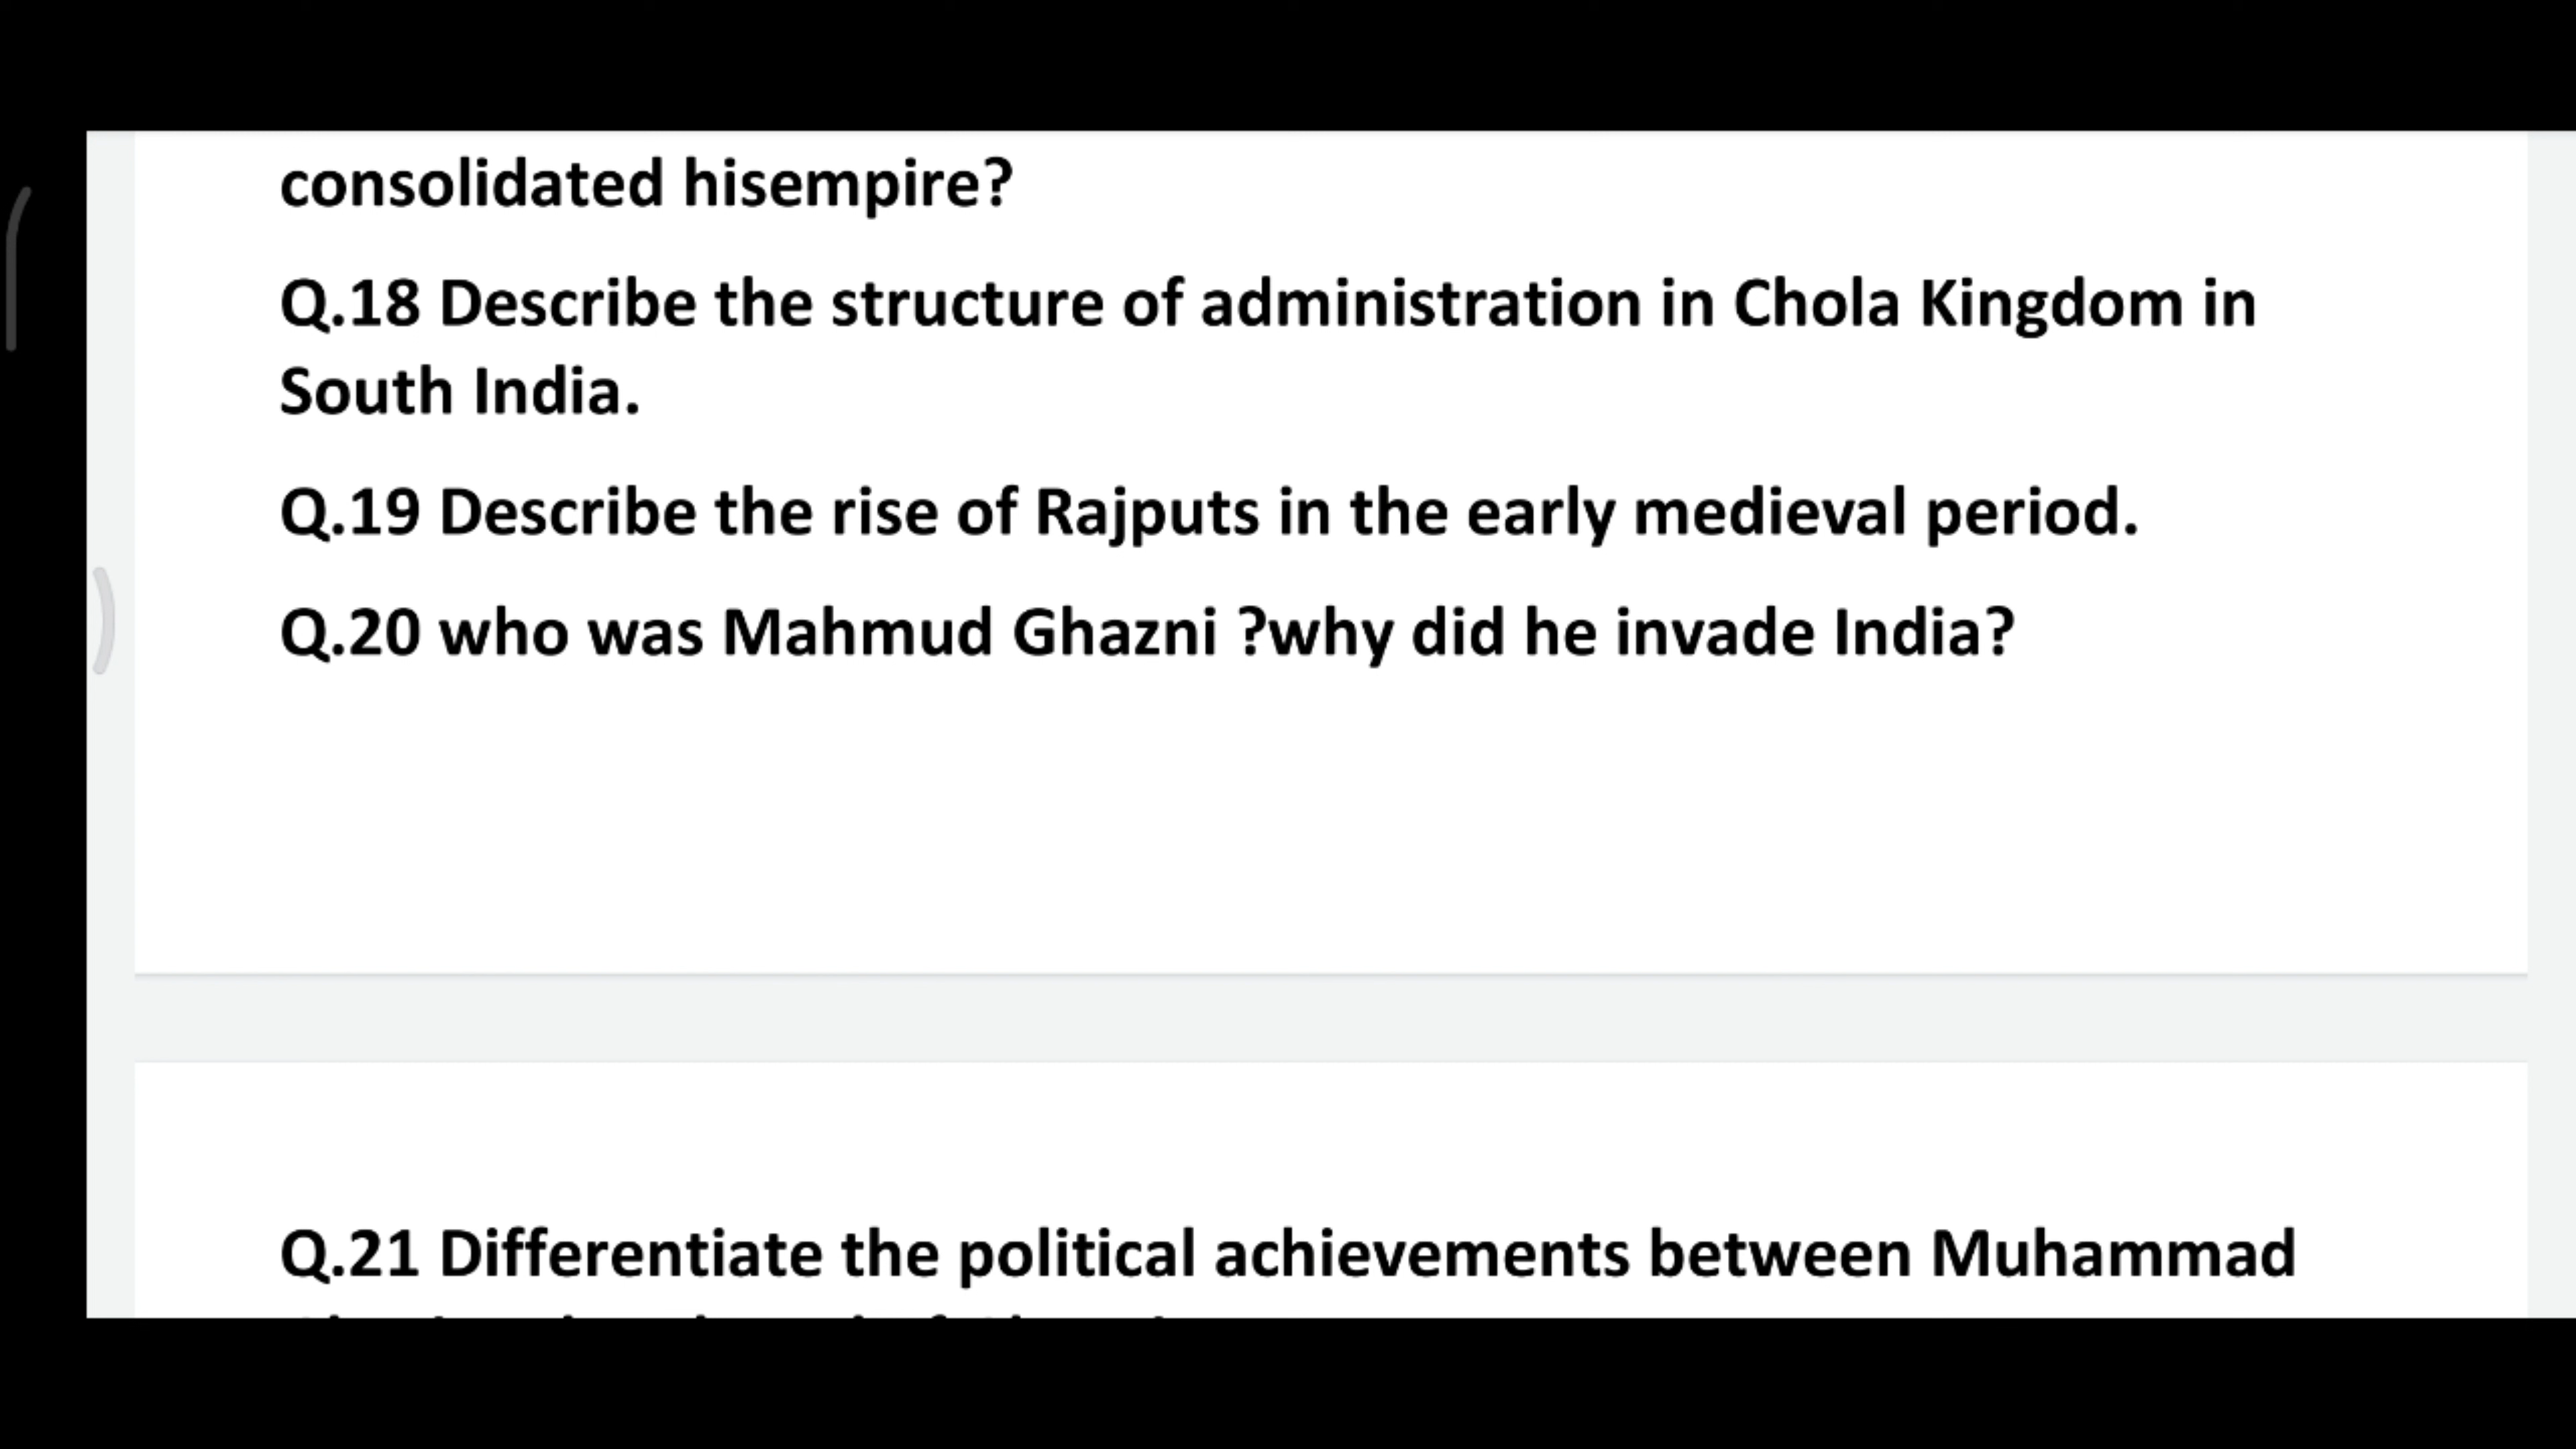 consolidated hisempire?
Q.18 Describe the structure of administration in Chola Kingdom in
South India.
Q.19 Describe the rise of Rajputs in the early medieval period.
Q.20 who was Mahmud Ghazni ?why did he invade India?
Q.21 Differentiate the political achievements between Muhammad